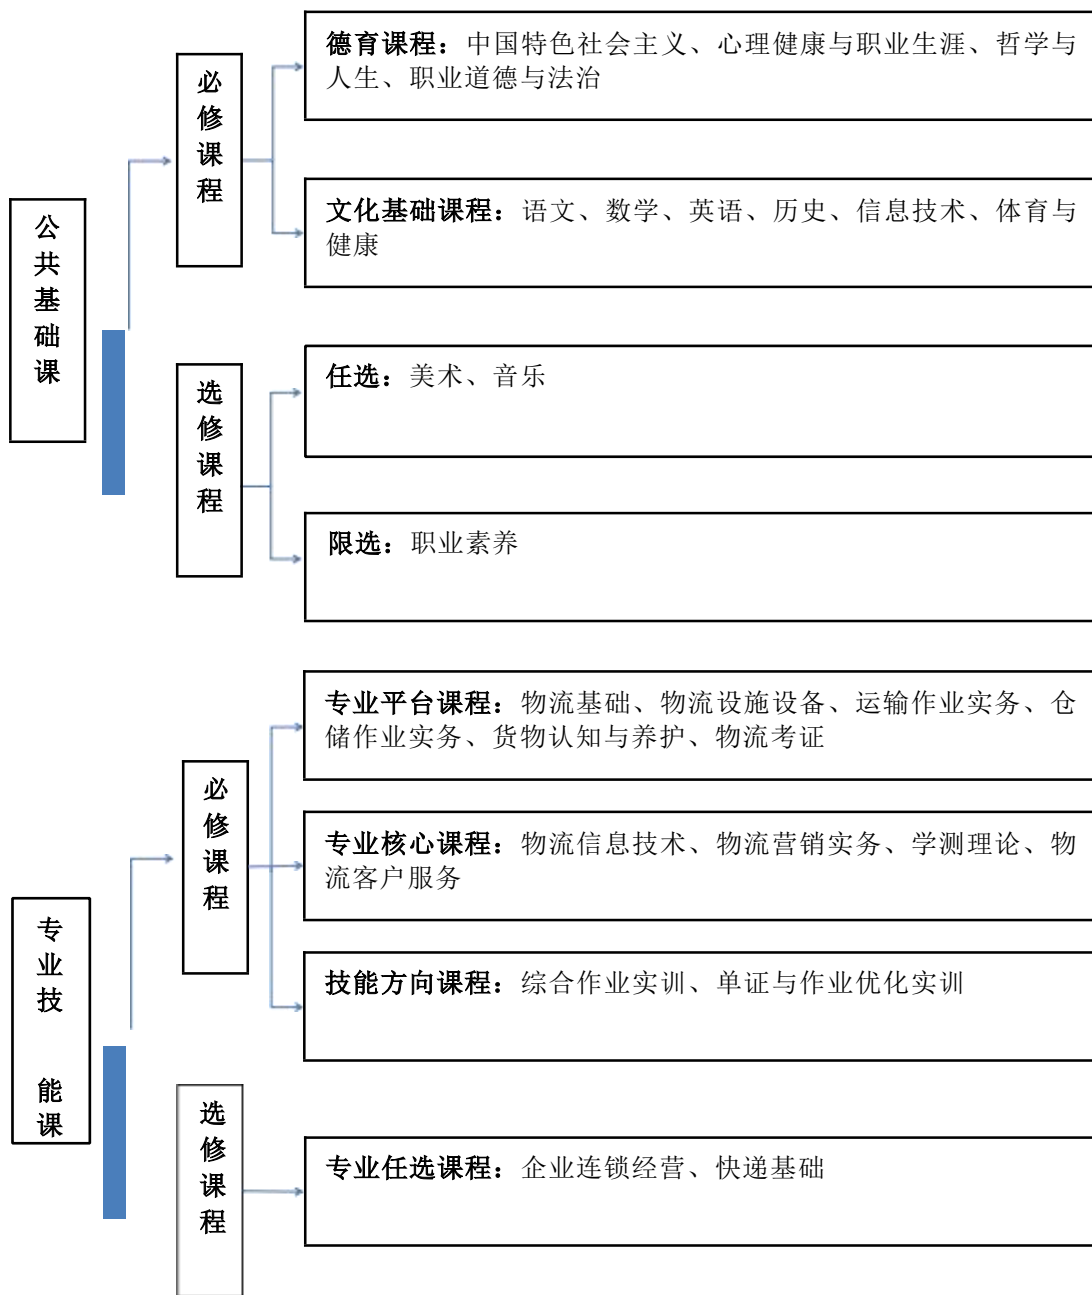 公共基础课
必修课程
德育课程：中国特色社会主义、心理健康与职业生涯、哲学与
人生、职业道德与法治
文化基础课程：语文、数学、英语、历史、信息技术、体育与
健康
选修课程
任选：美术、音乐
限选：职业素养
专业技能课
必修课程
专业平台课程：物流基础、物流设施设备、运输作业实务、仓
储作业实务、货物认知与养护、物流考证
专业核心课程：物流信息技术、物流营销实务、学测理论、物
流客户服务
技能方向课程：综合作业实训、单证与作业优化实训
选修课程
专业任选课程：企业连锁经营、快递基础